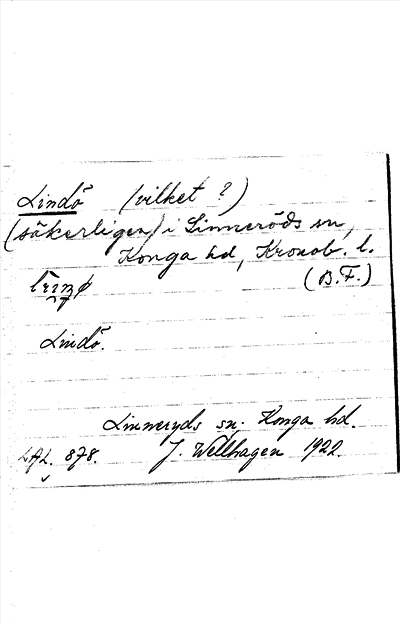 Lindö (vilket?)
(säkerligen) i Linneröds sn,
Konga hd, Kronob. l.
(B.F.)
Lindö.
Linneryds sn. Konga hd.
LAL. 878. J. Wellhagen 1922.